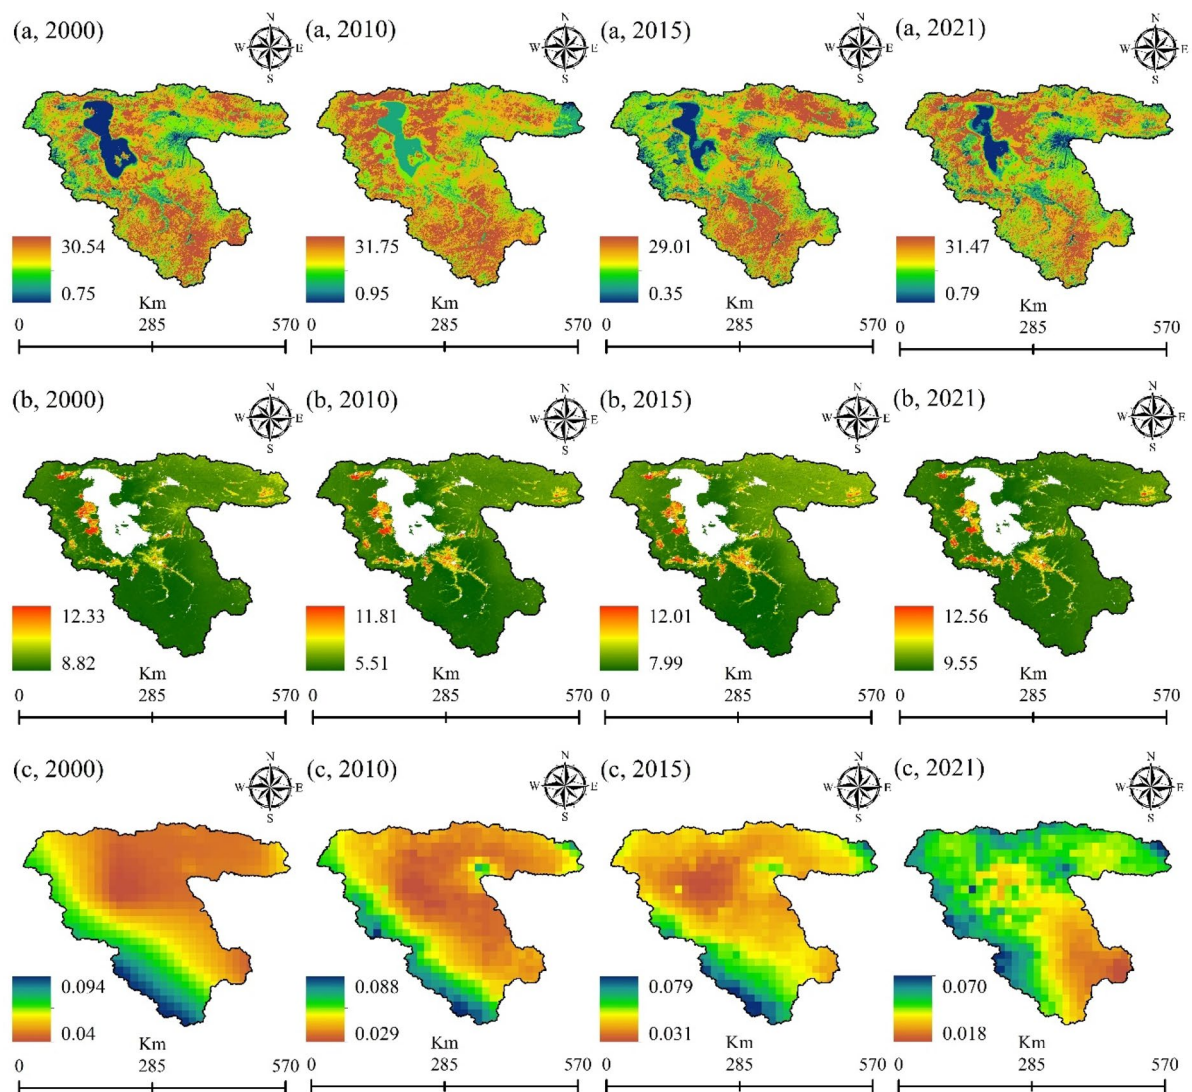 (a, 2000) (a, 2010) (a, 2015) (a, 2021)
N N N N
W E W E W E W E
S S S S
30.54 31.75 29.01 31.47
0.75 0.95 0.35 0.79
Km Km Km Km
0 285 570 0 285 570 0 285 570 0 285 570
(b, 2000) (b, 2010) (b, 2015) (b, 2021)
N N N N
W E W E W E W E
S S S S
12.33 11.81 12.01 12.56
8.82 5.51 7.99 9.55
Km Km Km Km
0 285 570 0 285 570 0 285 570 0 285 570
(c, 2000) (c, 2010) (c, 2015) (c, 2021)
N N N N
W E W E W E W E
S S S S
0.094 0.088 0.079 0.070
0.04 0.029 0.031 0.018
Km Km Km Km
0 285 570 0 285 570 0 285 570 0 285 570